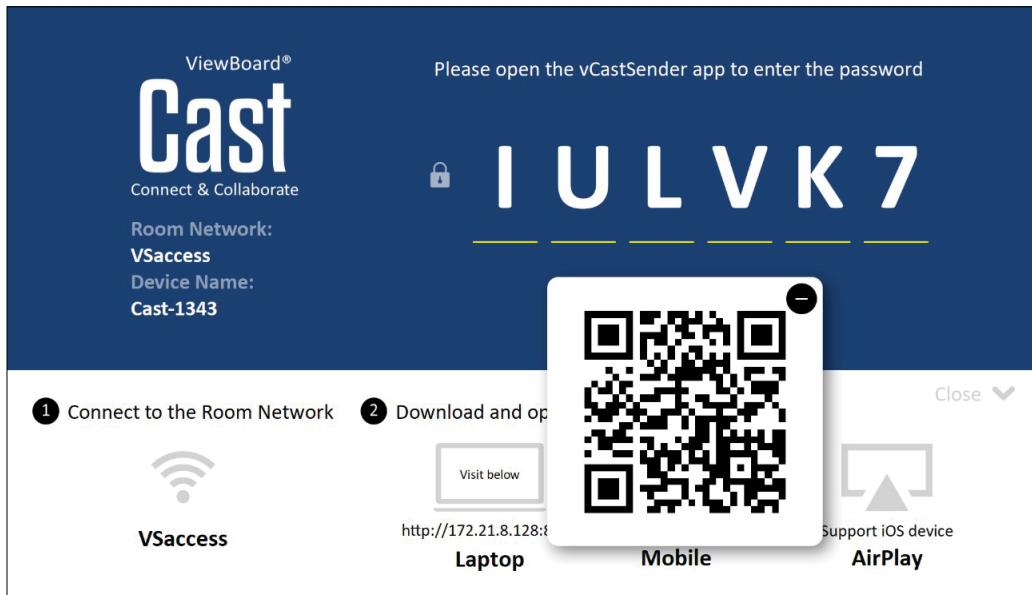 ViewBoard®
Cast
Connect & Collaborate
Room Network:
VSaccess
Device Name:
Cast-1343
Please open the vCastSender app to enter the password
I U L V K 7
Close
1 Connect to the Room Network
2 Download and op
Visit below
VSaccess
http://172.21.8.128:8
Laptop
Mobile
Support iOS device
AirPlay